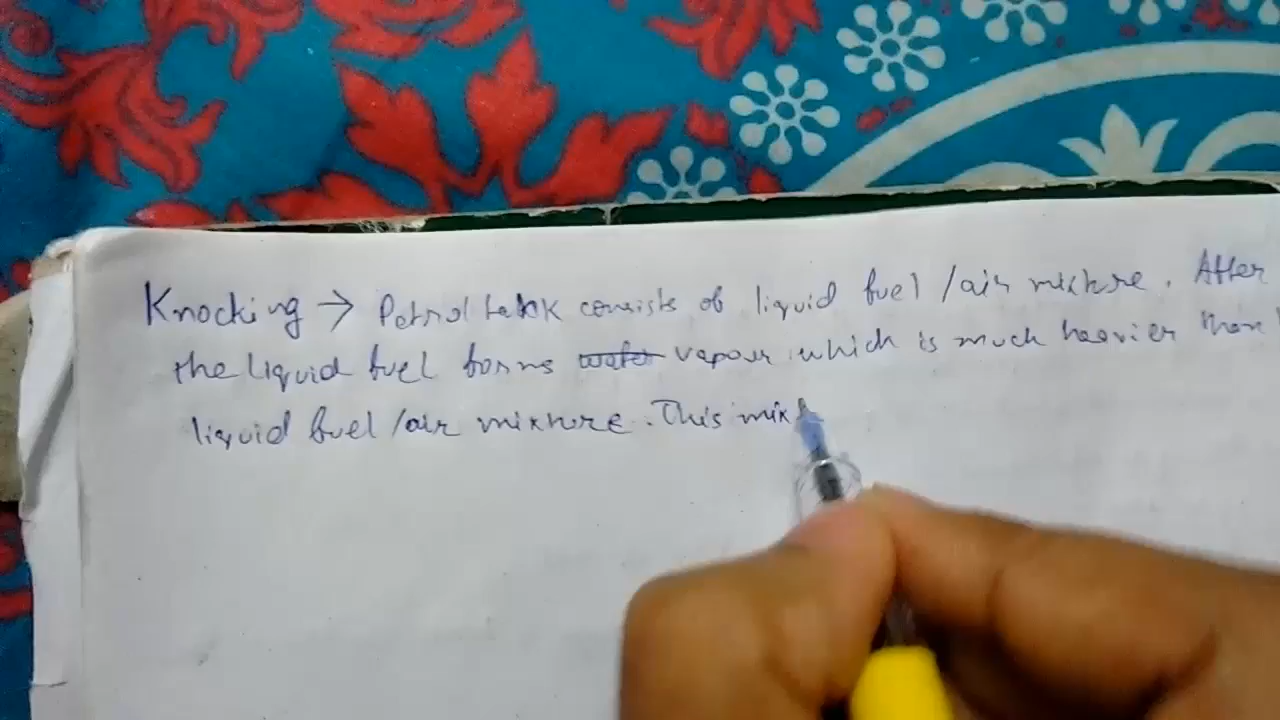 Knocking → Petrol tank consists of liquid fuel /air mixture. After
the liquid fuel forms water vapour which is much heavier than
liquid fuel /air mixture. This mix